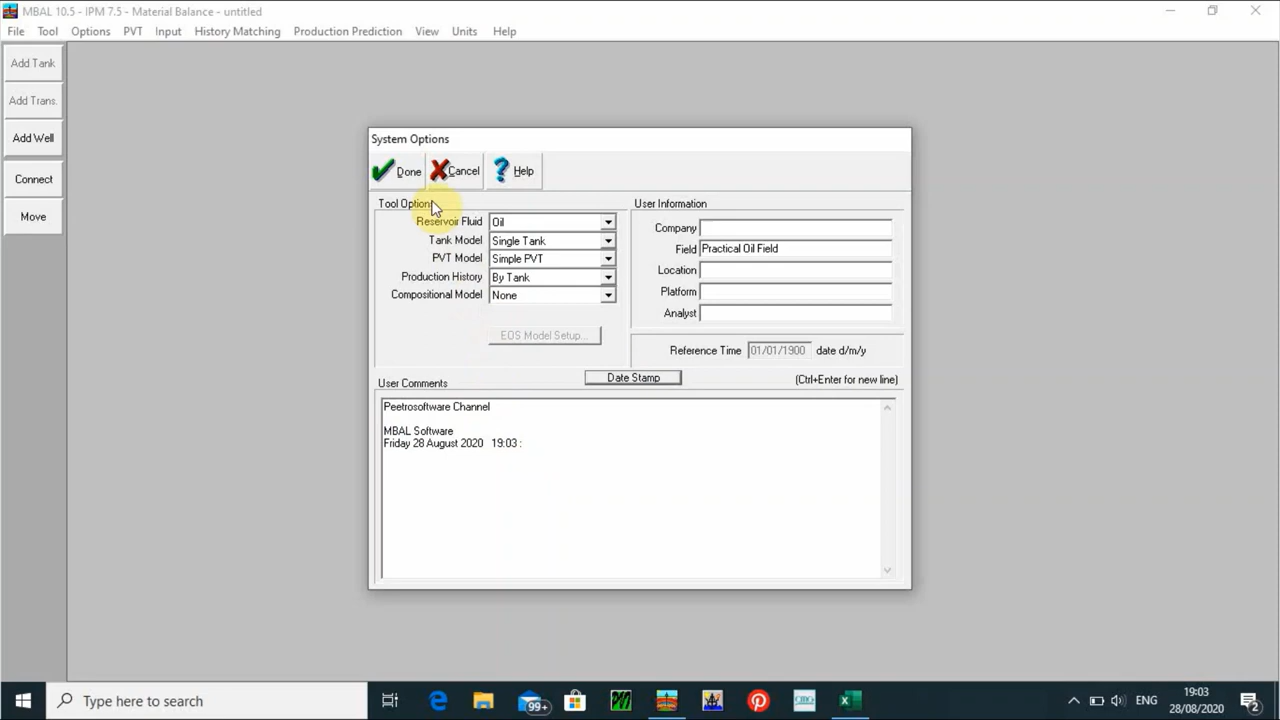 MBAL 10.5 - IPM 7.5 - Material Balance - untitled
File Tool Options PVT Input History Matching Production Prediction View Units Help
Add Tank
Add Trans.
Add Well
Connect
Move
System Options
Done Cancel Help
Tool Options
Reservoir Fluid Oil
Tank Model Single Tank
PVT Model Simple PVT
Production History By Tank
Compositional Model None
EOS Model Setup...
User Information
Company
Field Practical Oil Field
Location
Platform
Analyst
Reference Time 01/01/1900 date d/m/y
User Comments Date Stamp (Ctrl+Enter for new line)
Peetrosoftware Channel
MBAL Software
Friday 28 August 2020 19:03 :
Type here to search
99+
ENG
19:03
28/08/2020
2